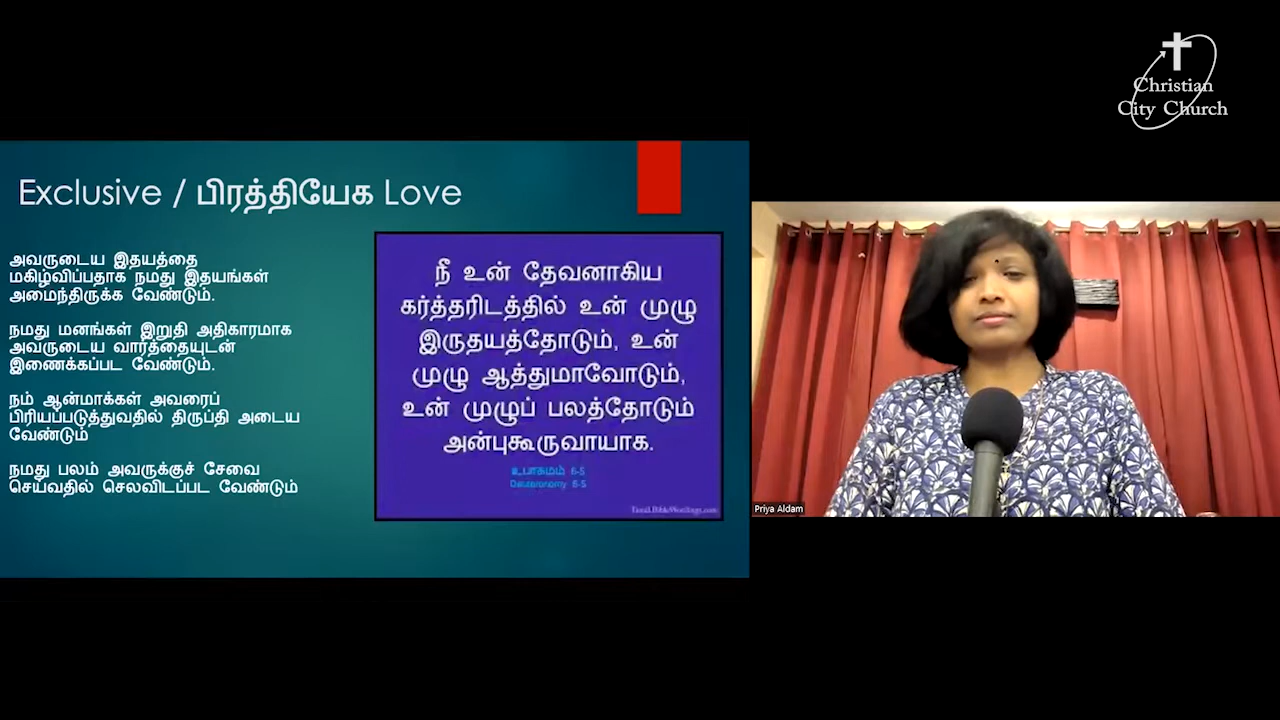 Christian
City Church
Exclusive / பிரத்தியேக Love
அவருடைய இதயத்தை
மகிழ்விப்பதாக நமது இதயங்கள்
அமைந்திருக்க வேண்டும்.
நமது மனங்கள் இறுதி அதிகாரமாக
அவருடைய வார்த்தையுடன்
இணைக்கப்பட வேண்டும்.
நம் ஆன்மாக்கள் அவரைப்
பிரியப்படுத்துவதில் திருப்தி அடைய
வேண்டும்
நமது பலம் அவருக்குச் சேவை
செய்வதில் செலவிடப்பட வேண்டும்
நீ உன் தேவனாகிய
கர்த்தரிடத்தில் உன் முழு
இருதயத்தோடும், உன்
முழு ஆத்துமாவோடும்,
உன் முழுப் பலத்தோடும்
அன்புகூருவாயாக.
உபாகமம் 6-5
Deuteronomy 6-5
Tamil.BibleWordings.com
Priya Aldam